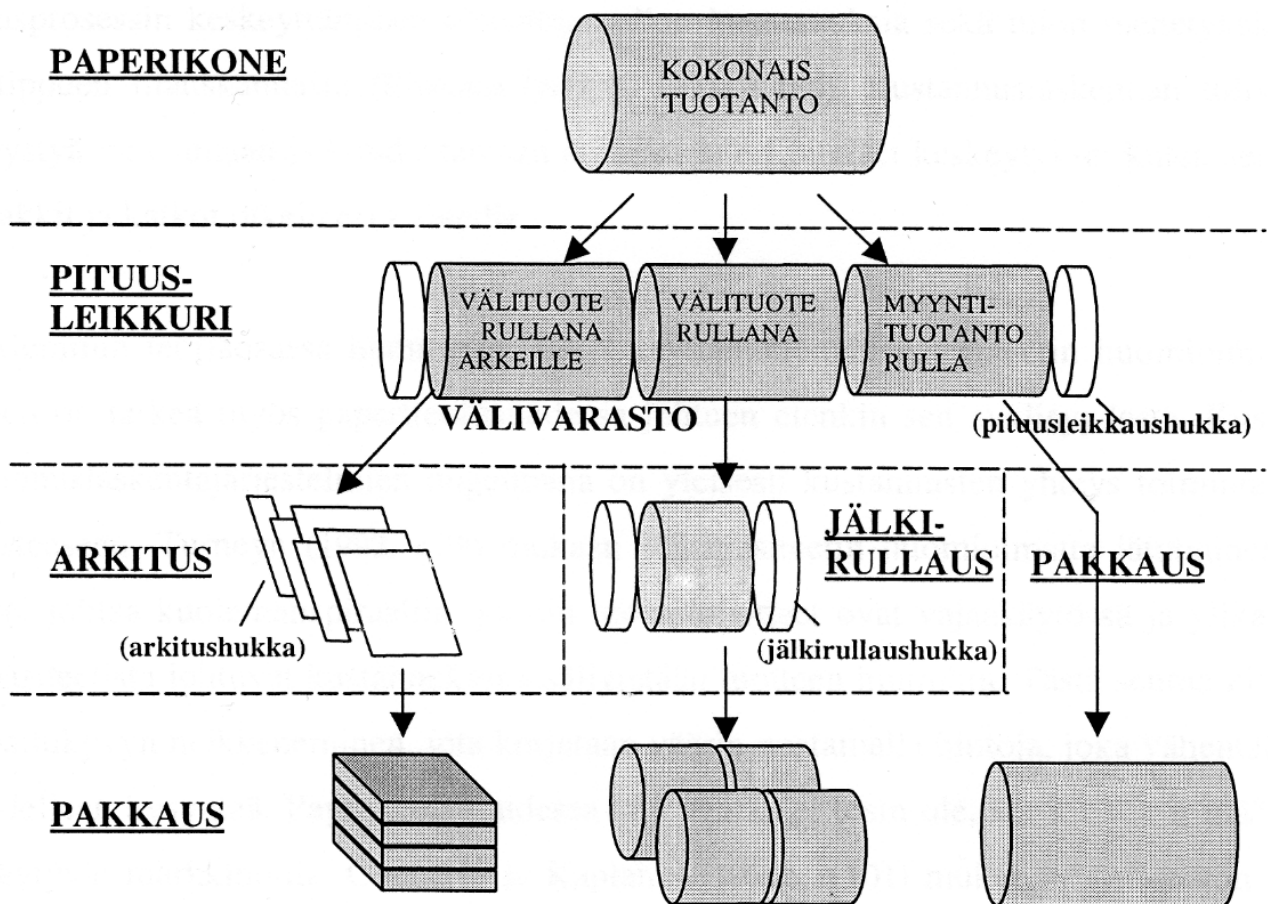 PAPERIKONE
KOKONAIS
TUOTANTO
PITUUS-
LEIKKURI
VÄLITUOTE
RULLANA
ARKEILLE
VÄLITUOTE
RULLANA
MYYNTI-
TUOTANTO
RULLA
VÄLIVARASTO
(pituusleikkaushukka)
ARKITUS
(arkitushukka)
JÄLKI-
RULLAUS
(jälkirullaushukka)
PAKKAUS
PAKKAUS